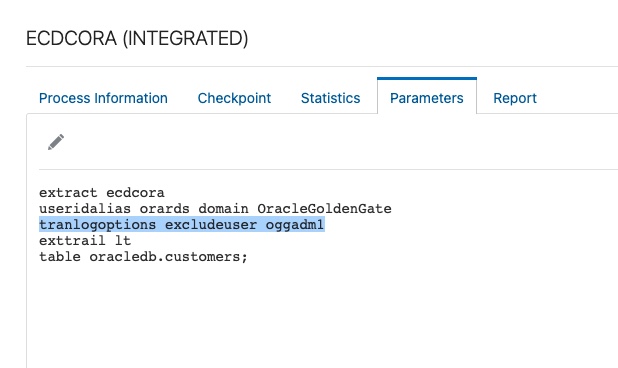 ECDCORA (INTEGRATED)
Process Information Checkpoint Statistics Parameters Report
extract ecdcora
useridalias orards domain OracleGoldenGate
tranlogoptions excludeuser oggadm1
exttrail lt
table oracledb.customers;